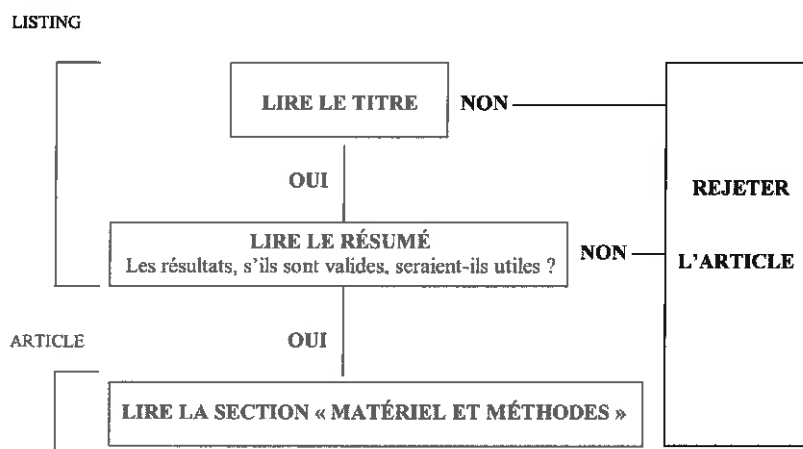 LISTING
LIRE LE TITRE
NON
OUI
REJETER
LIRE LE RÉSUMÉ
Les résultats, s'ils sont valides, seraient-ils utiles ?
NON
L'ARTICLE
ARTICLE
OUI
LIRE LA SECTION « MATÉRIEL ET MÉTHODES »